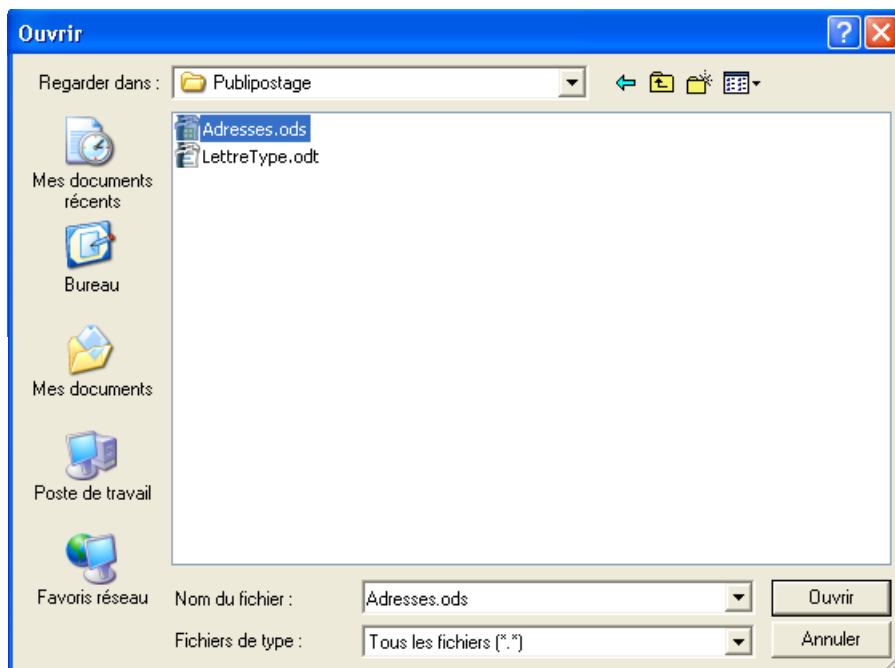 Ouvrir
Regarder dans :
Publipostage
Adresses.ods
LettreType.odt
Mes documents
récents
Bureau
Mes documents
Poste de travail
Favoris réseau
Nom du fichier :
Adresses.ods
Ouvrir
Fichiers de type :
Tous les fichiers (*.*)
Annuler